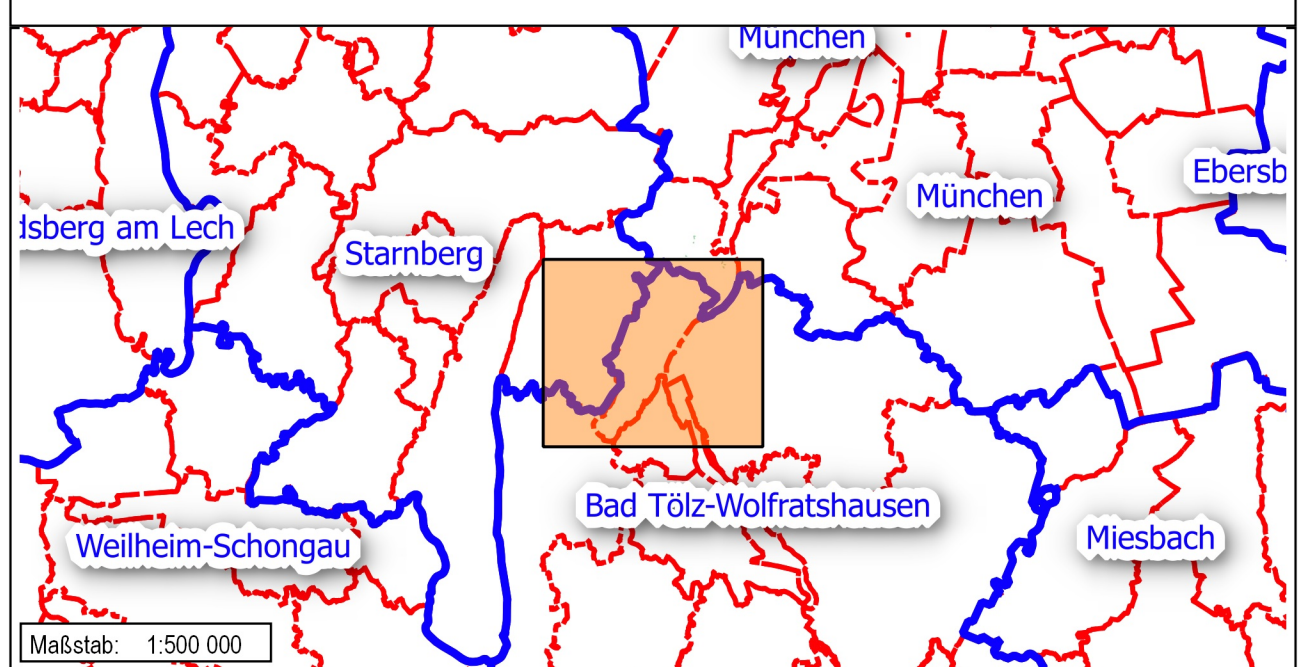 München
Ebersb
München
dsberg am Lech
Starnberg
Bad Tölz-Wolfratshausen
Miesbach
Weilheim-Schongau
Maßstab: 1:500 000